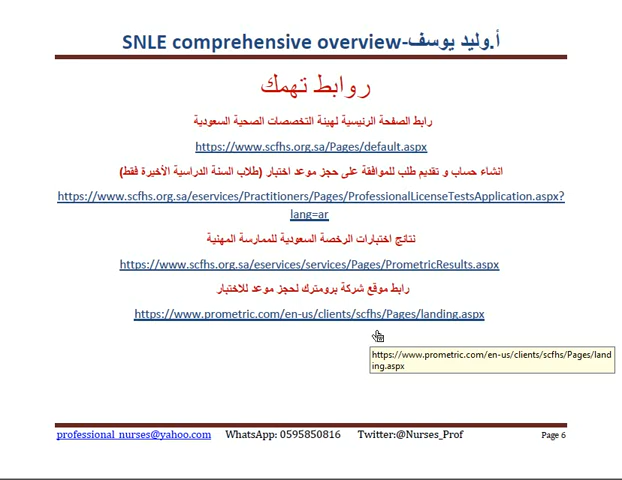 SNLE comprehensive overview-أ.وليد يوسف
روابط تهمك
رابط الصفحة الرئيسية لهيئة التخصصات الصحية السعودية
https://www.scfhs.org.sa/Pages/default.aspx
انشاء حساب و تقديم طلب للموافقة على حجز موعد اختبار (طلاب السنة الدراسية الأخيرة فقط)
https://www.scfhs.org.sa/eservices/Practitioners/Pages/ProfessionalLicenseTestsApplication.aspx?
lang=ar
نتائج اختبارات الرخصة السعودية للممارسة المهنية
https://www.scfhs.org.sa/eservices/services/Pages/PrometricResults.aspx
رابط موقع شركة برومترك لحجز موعد للاختبار
https://www.prometric.com/en-us/clients/scfhs/Pages/landing.aspx
https://www.prometric.com/en-us/clients/scfhs/Pages/land
ing.aspx
professional_nurses@yahoo.com WhatsApp: 0595850816 Twitter:@Nurses_Prof Page 6